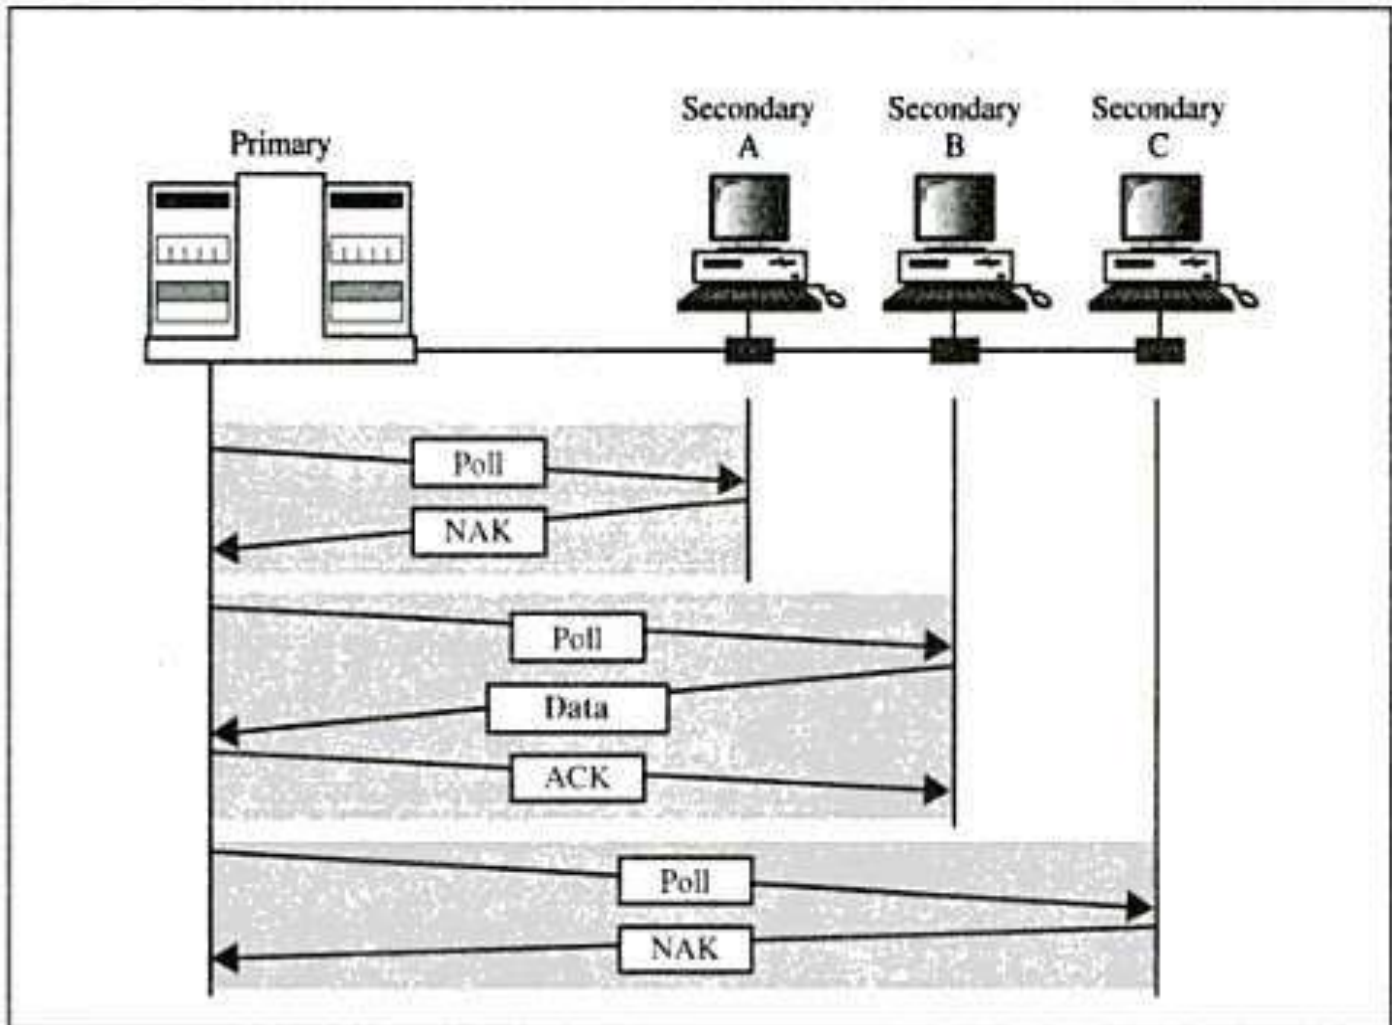 Primary
Secondary
A
Secondary
B
Secondary
C
Poll
NAK
Poll
Data
ACK
Poll
NAK